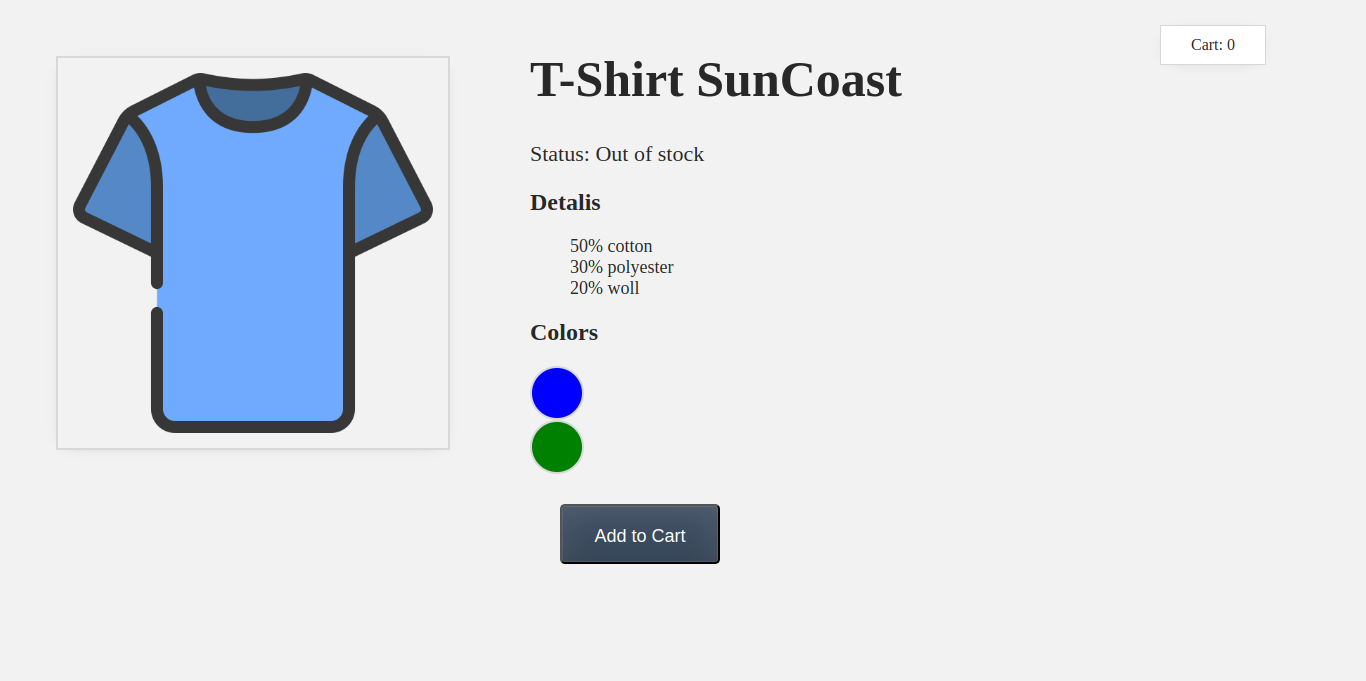 Cart: 0
T-Shirt SunCoast
Status: Out of stock
Detalis
50% cotton
30% polyester
20% woll
Colors
Add to Cart